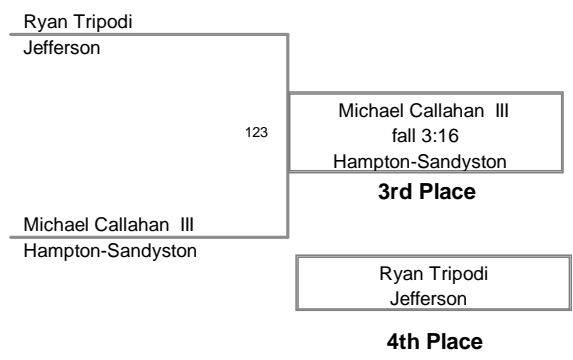 Ryan Tripodi
Jefferson
123
Michael Callahan III
fall 3:16
Hampton-Sandyston
3rd Place
Michael Callahan III
Hampton-Sandyston
Ryan Tripodi
Jefferson
4th Place